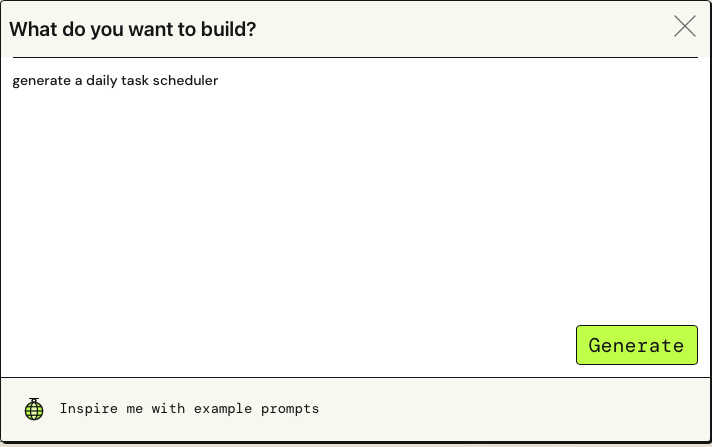 What do you want to build?
generate a daily task scheduler
Generate
Inspire me with example prompts